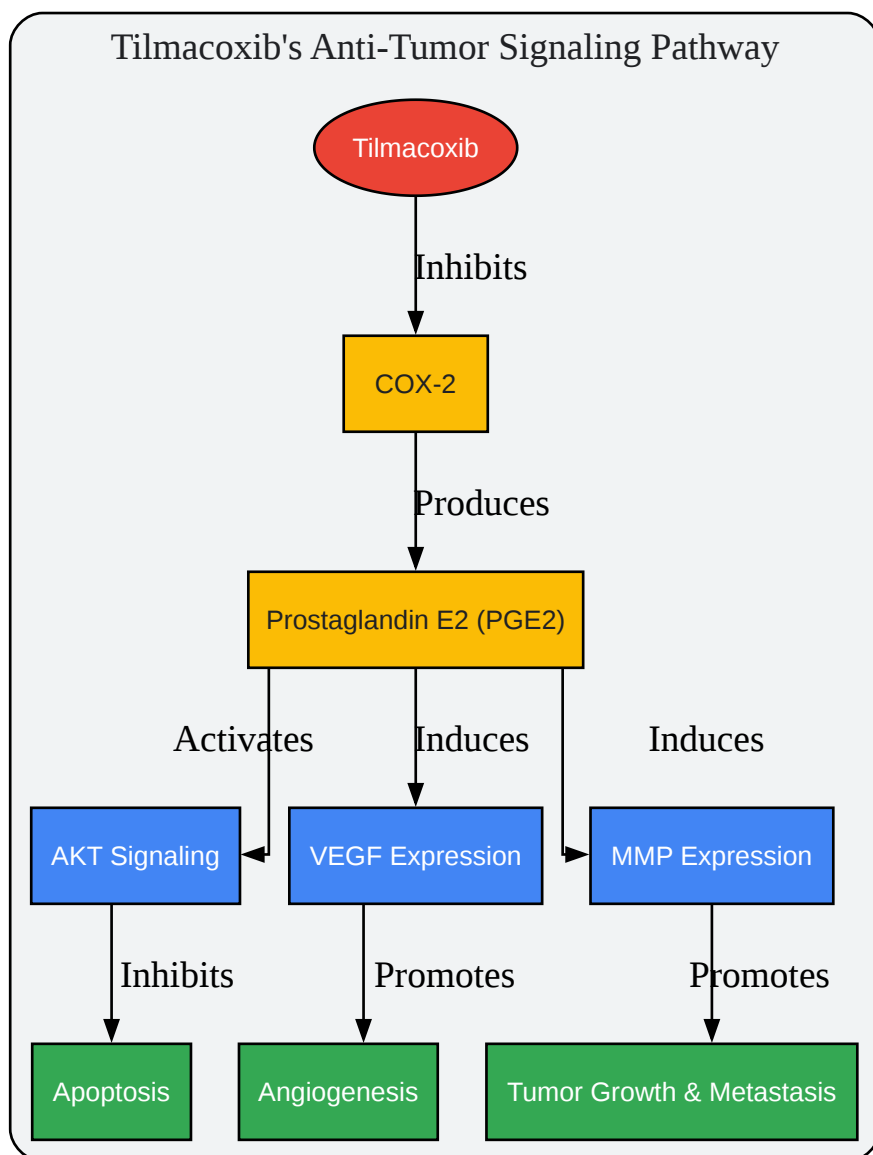 Tilmacoxib's Anti-Tumor Signaling Pathway
Tilmacoxib
Inhibits
COX-2
Produces
Prostaglandin E2 (PGE2)
Activates
Induces
Induces
AKT Signaling
VEGF Expression
MMP Expression
Inhibits
Promotes
Promotes
Apoptosis
Angiogenesis
Tumor Growth & Metastasis